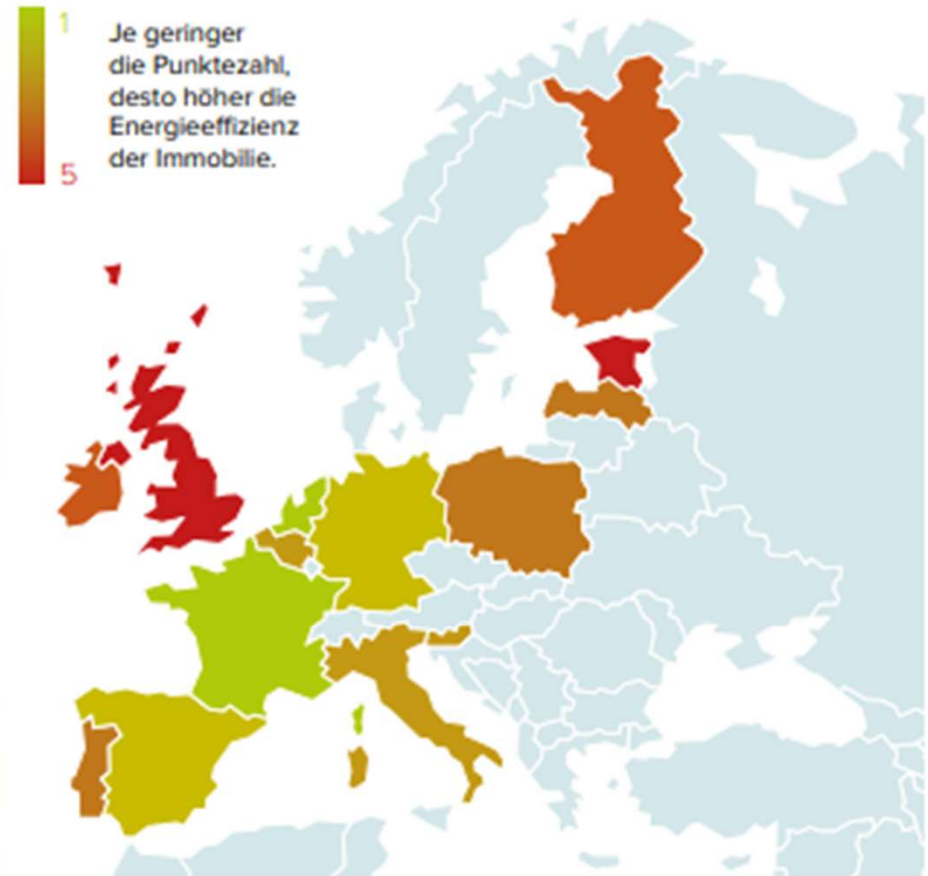 1
Je geringer
die Punktezahl,
desto höher die
Energieeffizienz
der Immobilie.
5